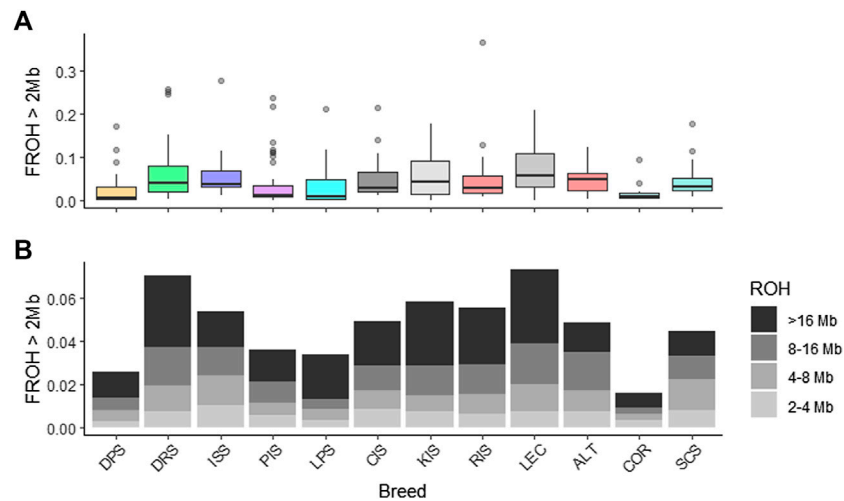 A
FROH > 2Mb
0.3
0.2
0.1
0.0
B
FROH > 2Mb
0.06
0.04
0.02
0.00
DPS DRS ISS PIS LPS CIS KIS RIS LEC ALT COR SCS
Breed
ROH
>16 Mb
8-16 Mb
4-8 Mb
2-4 Mb